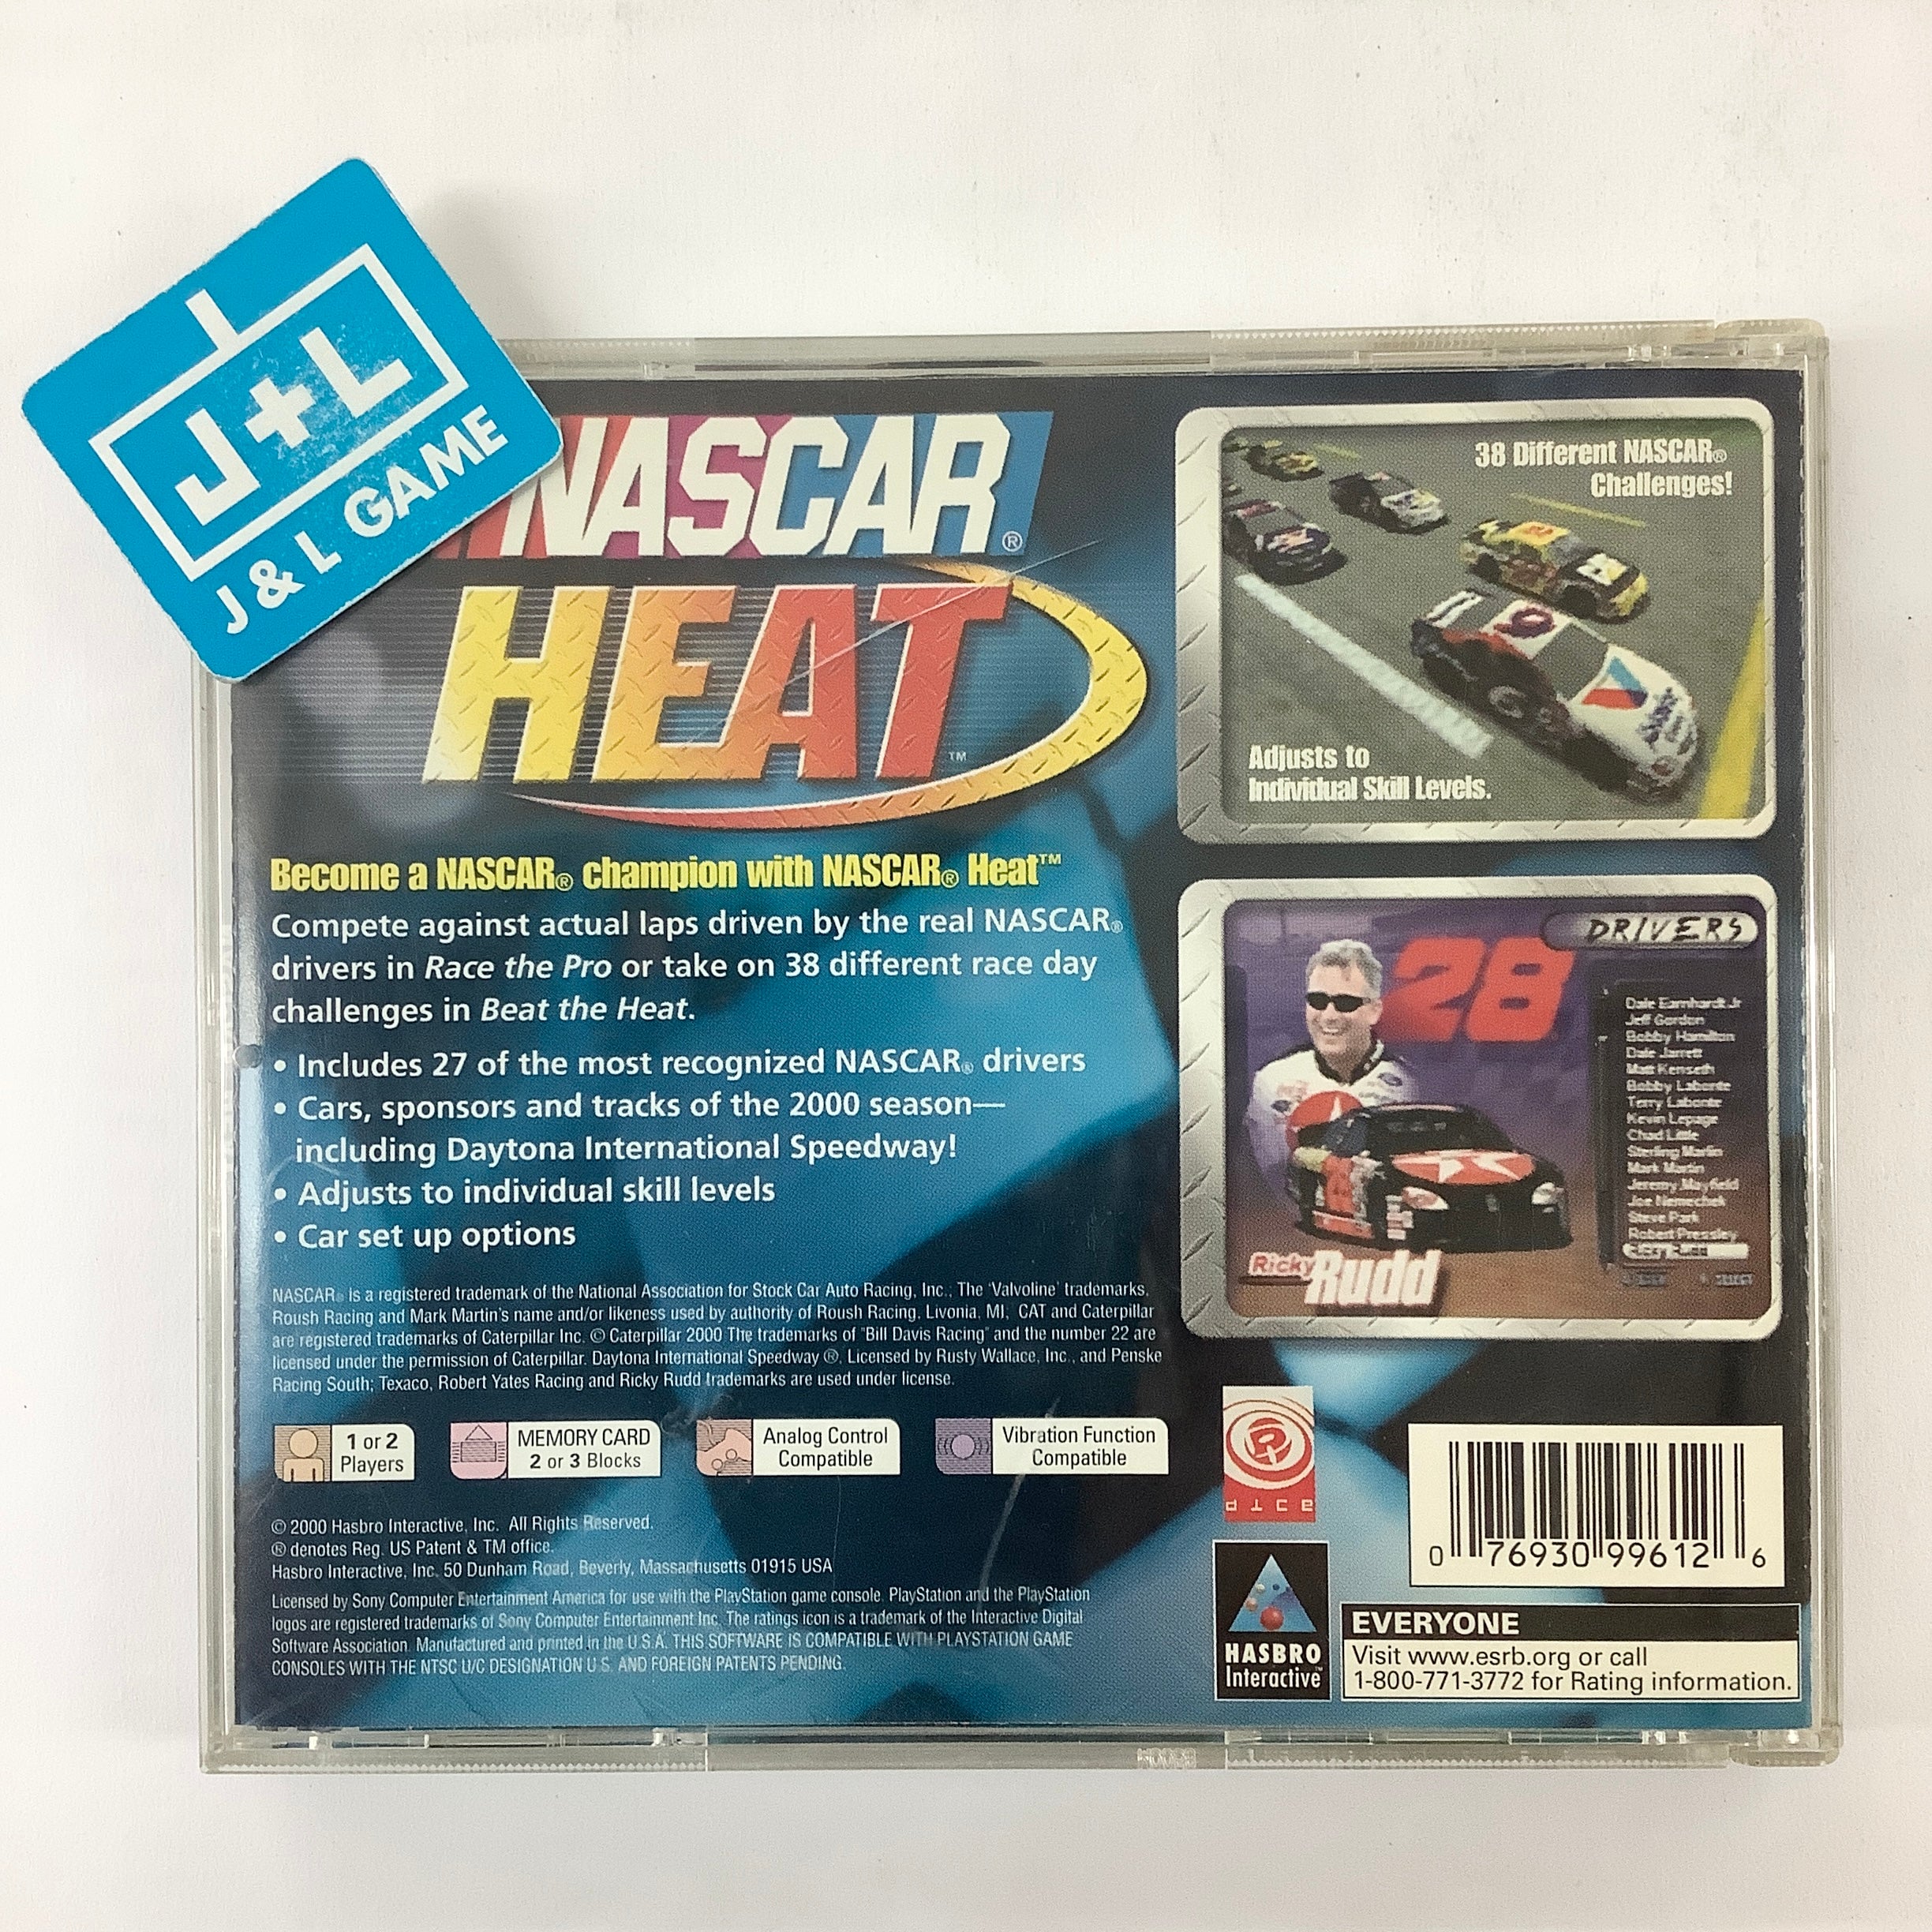 J+L
J & L GAME
NASCAR®
HEAT™
Become a NASCAR® champion with NASCAR® Heat™
Compete against actual laps driven by the real NASCAR®
drivers in Race the Pro or take on 38 different race day
challenges in Beat the Heat.
• Includes 27 of the most recognized NASCAR® drivers
• Cars, sponsors and tracks of the 2000 season—
including Daytona International Speedway!
• Adjusts to individual skill levels
• Car set up options
NASCAR® is a registered trademark of the National Association for Stock Car Auto Racing, Inc.; The 'Valvoline' trademarks,
Roush Racing and Mark Martin's name and/or likeness used by authority of Roush Racing, Livonia, MI; CAT and Caterpillar
are registered trademarks of Caterpillar Inc. © Caterpillar 2000 The trademarks of "Bill Davis Racing" and the number 22 are
licensed under the permission of Caterpillar. Daytona International Speedway ®, Licensed by Rusty Wallace, Inc., and Penske
Racing South; Texaco, Robert Yates Racing and Ricky Rudd trademarks are used under license.
1 or 2
Players
MEMORY CARD
2 or 3 Blocks
Analog Control
Compatible
Vibration Function
Compatible
© 2000 Hasbro Interactive, Inc. All Rights Reserved.
® denotes Reg. US Patent & TM office.
Hasbro Interactive, Inc. 50 Dunham Road, Beverly, Massachusetts 01915 USA
Licensed by Sony Computer Entertainment America for use with the PlayStation game console. PlayStation and the PlayStation
logos are registered trademarks of Sony Computer Entertainment Inc. The ratings icon is a trademark of the Interactive Digital
Software Association. Manufactured and printed in the U.S.A. THIS SOFTWARE IS COMPATIBLE WITH PLAYSTATION GAME
CONSOLES WITH THE NTSC U/C DESIGNATION U.S. AND FOREIGN PATENTS PENDING.
38 Different NASCAR®
Challenges!
6
Adjusts to
Individual Skill Levels.
DRIVERS
28
Dale Earnhardt Jr
Jeff Gordon
Bobby Hamilton
Dale Jarrett
Matt Kenseth
Bobby Labonte
Terry Labonte
Kevin Lepage
Chad Little
Sterling Marlin
Mark Martin
Jeremy Mayfield
Joe Nemechek
Steve Park
Robert Pressley
Ricky Rudd
Ricky Rudd
HASBRO
Interactive™
0 76930 99612 6
EVERYONE
Visit www.esrb.org or call
1-800-771-3772 for Rating information.